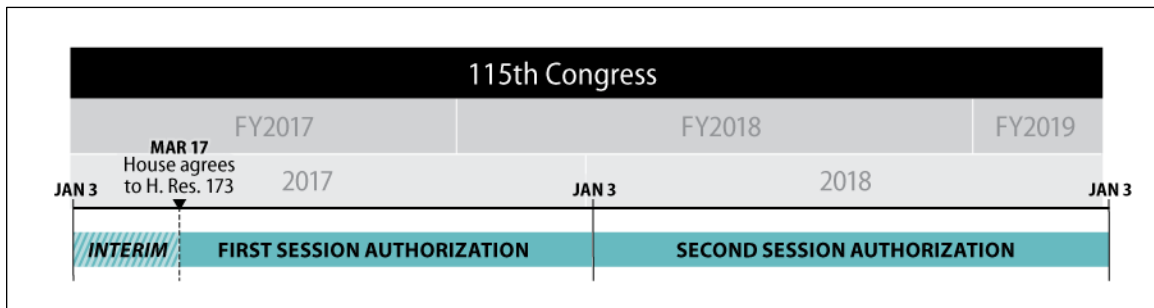 115th Congress
FY2017 FY2018 FY2019
MAR 17
House agrees
to H. Res. 173
2017 2018
JAN 3 JAN 3 JAN 3
INTERIM FIRST SESSION AUTHORIZATION SECOND SESSION AUTHORIZATION